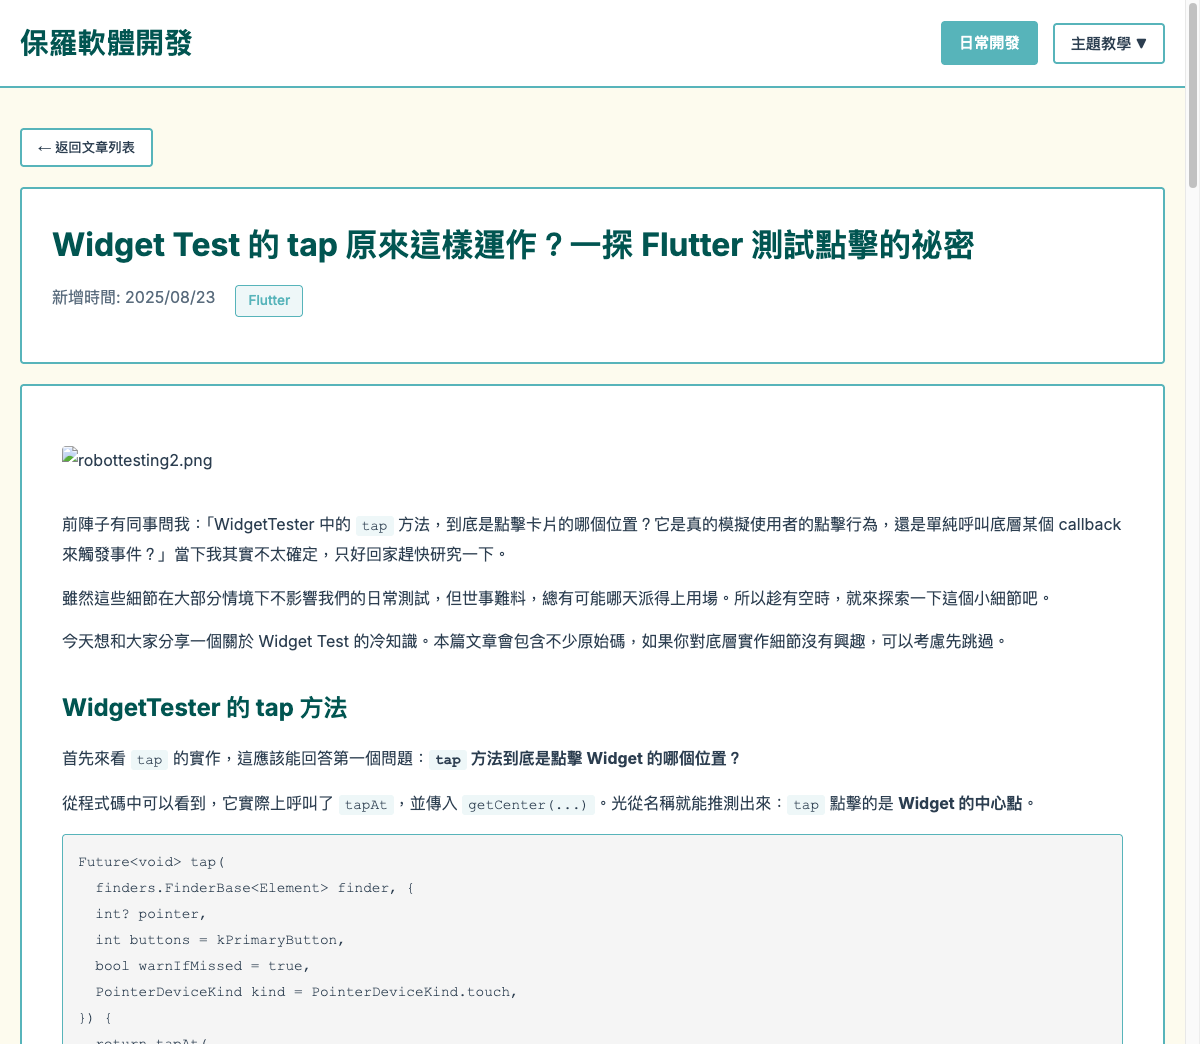 保羅軟體開發
日常開發
主題教學 ▼
← 返回文章列表
Widget Test 的 tap 原來這樣運作？一探 Flutter 測試點擊的祕密
新增時間: 2025/08/23
Flutter
robottesting2.png
前陣子有同事問我：「WidgetTester 中的 tap 方法，到底是點擊卡片的哪個位置？它是真的模擬使用者的點擊行為，還是單純呼叫底層某個 callback
來觸發事件？」當下我其實不太確定，只好回家趕快研究一下。
雖然這些細節在大部分情境下不影響我們的日常測試，但世事難料，總有可能哪天派得上用場。所以趁有空時，就來探索一下這個小細節吧。
今天想和大家分享一個關於 Widget Test 的冷知識。本篇文章會包含不少原始碼，如果你對底層實作細節沒有興趣，可以考慮先跳過。
WidgetTester 的 tap 方法
首先來看 tap 的實作，這應該能回答第一個問題：tap 方法到底是點擊 Widget 的哪個位置？
從程式碼中可以看到，它實際上呼叫了 tapAt，並傳入 getCenter(...)。光從名稱就能推測出來：tap 點擊的是 Widget 的中心點。
Future<void> tap(
  finders.FinderBase<Element> finder, {
  int? pointer,
  int buttons = kPrimaryButton,
  bool warnIfMissed = true,
  PointerDeviceKind kind = PointerDeviceKind.touch,
}) {
  return tapAt(